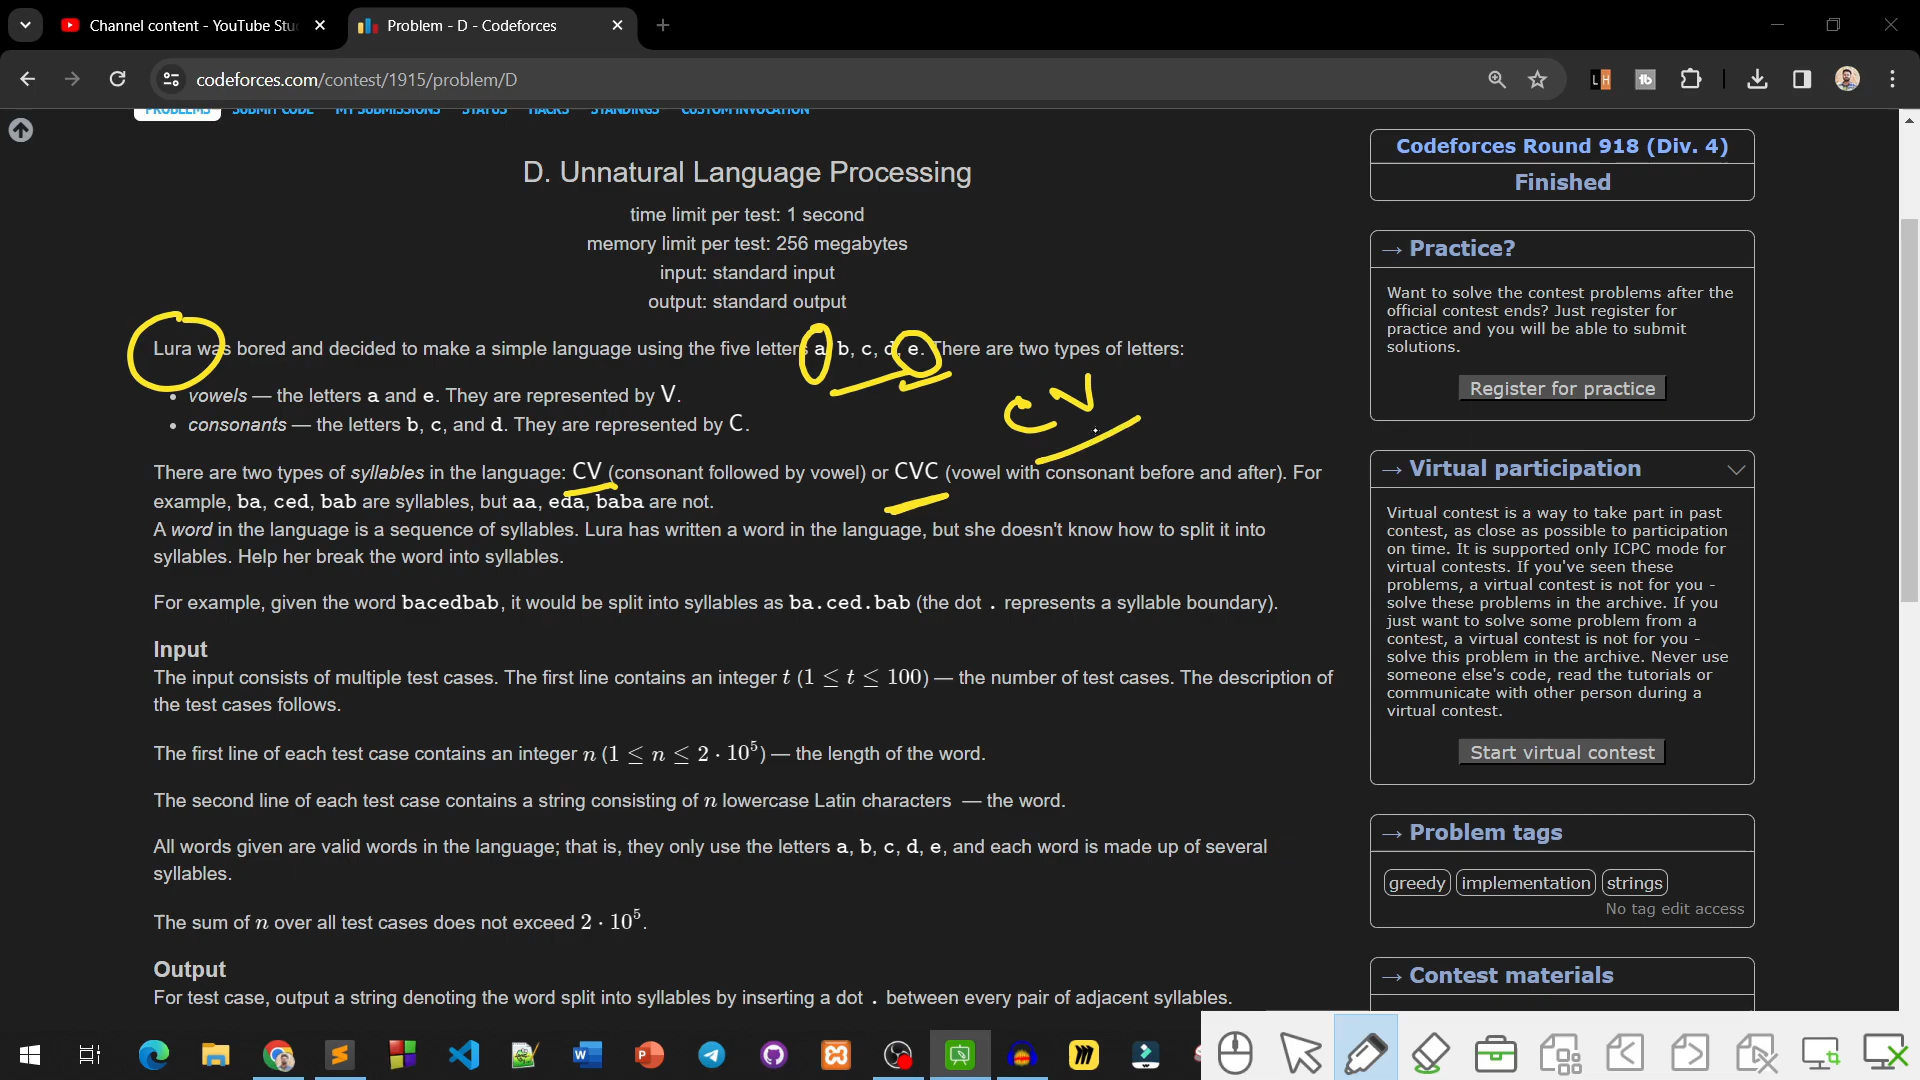 Channel content - YouTube Stu
Problem - D - Codeforces
codeforces.com/contest/1915/problem/D
PROBLEMS SUBMIT CODE MY SUBMISSIONS STATUS HACKS STANDINGS CUSTOM INVOCATION
D. Unnatural Language Processing
time limit per test: 1 second
memory limit per test: 256 megabytes
input: standard input
output: standard output
Lura was bored and decided to make a simple language using the five letters a, b, c, d, e. There are two types of letters:
• vowels — the letters a and e. They are represented by V.
• consonants — the letters b, c, and d. They are represented by C.
CV
There are two types of syllables in the language: CV (consonant followed by vowel) or CVC (vowel with consonant before and after). For
example, ba, ced, bab are syllables, but aa, eda, baba are not.
A word in the language is a sequence of syllables. Lura has written a word in the language, but she doesn't know how to split it into
syllables. Help her break the word into syllables.
For example, given the word bacedbab, it would be split into syllables as ba.ced.bab (the dot . represents a syllable boundary).
Input
The input consists of multiple test cases. The first line contains an integer t (1 ≤ t ≤ 100) — the number of test cases. The description of
the test cases follows.
The first line of each test case contains an integer n (1 ≤ n ≤ 2 · 10^5) — the length of the word.
The second line of each test case contains a string consisting of n lowercase Latin characters — the word.
All words given are valid words in the language; that is, they only use the letters a, b, c, d, e, and each word is made up of several
syllables.
The sum of n over all test cases does not exceed 2 · 10^5.
Output
For test case, output a string denoting the word split into syllables by inserting a dot . between every pair of adjacent syllables.
Codeforces Round 918 (Div. 4)
Finished
→ Practice?
Want to solve the contest problems after the
official contest ends? Just register for
practice and you will be able to submit
solutions.
Register for practice
→ Virtual participation
Virtual contest is a way to take part in past
contest, as close as possible to participation
on time. It is supported only ICPC mode for
virtual contests. If you've seen these
problems, a virtual contest is not for you -
solve these problems in the archive. If you
just want to solve some problem from a
contest, a virtual contest is not for you -
solve this problem in the archive. Never use
someone else's code, read the tutorials or
communicate with other person during a
virtual contest.
Start virtual contest
→ Problem tags
greedy implementation strings
No tag edit access
→ Contest materials